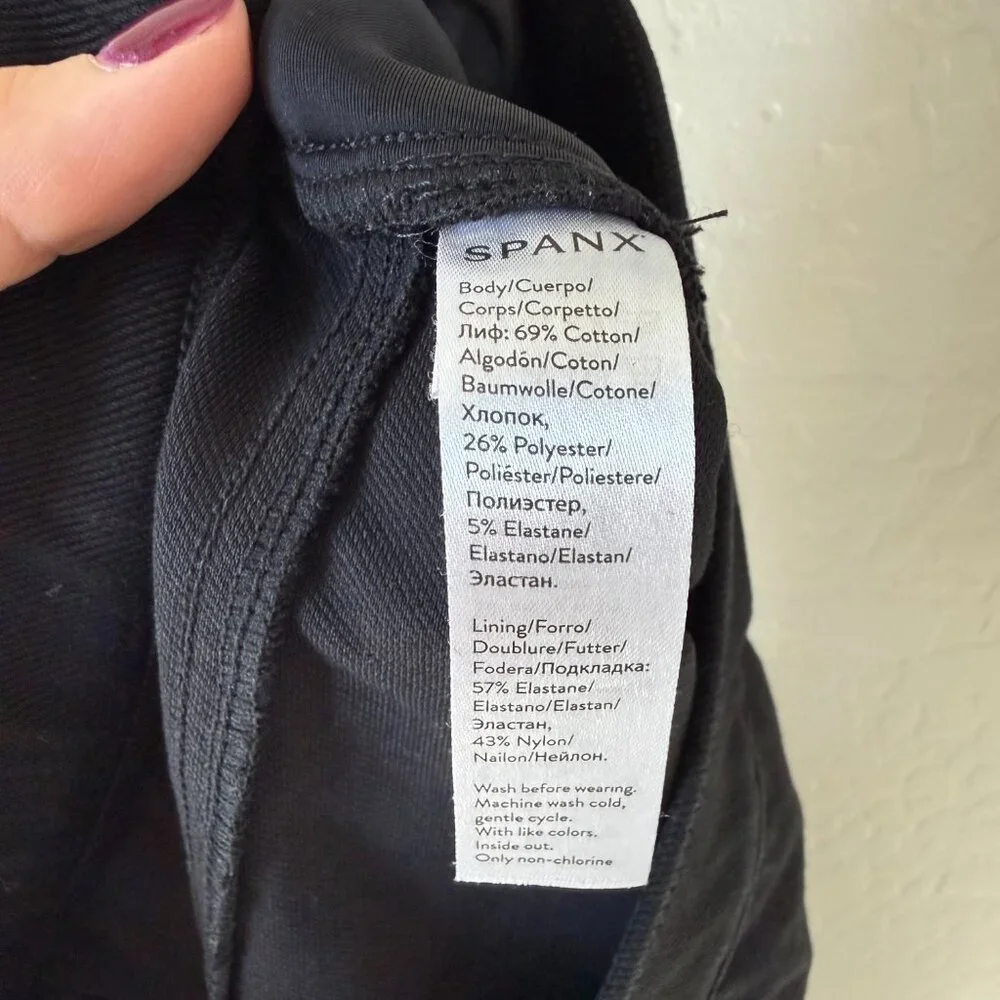 SPANX
Body/Cuerpo/
Corps/Corpetto/
Лиф: 69% Cotton/
Algodón/Coton/
Baumwolle/Cotone/
Хлопок,
26% Polyester/
Poliéster/Poliestere/
Полиэстер,
5% Elastane/
Elastano/Elastan/
Эластан.
Lining/Forro/
Doublure/Futter/
Fodera/Подкладка:
57% Elastane/
Elastano/Elastan/
Эластан,
43% Nylon/
Nailon/Нейлон.
Wash before wearing.
Machine wash cold,
gentle cycle.
With like colors.
Inside out.
Only non-chlorine